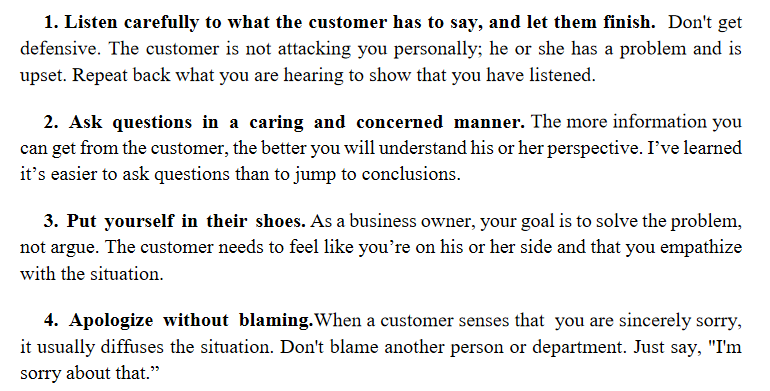 1. Listen carefully to what the customer has to say, and let them finish. Don't get
defensive. The customer is not attacking you personally; he or she has a problem and is
upset. Repeat back what you are hearing to show that you have listened.
2. Ask questions in a caring and concerned manner. The more information you
can get from the customer, the better you will understand his or her perspective. I’ve learned
it’s easier to ask questions than to jump to conclusions.
3. Put yourself in their shoes. As a business owner, your goal is to solve the problem,
not argue. The customer needs to feel like you’re on his or her side and that you empathize
with the situation.
4. Apologize without blaming.When a customer senses that you are sincerely sorry,
it usually diffuses the situation. Don't blame another person or department. Just say, "I'm
sorry about that.”